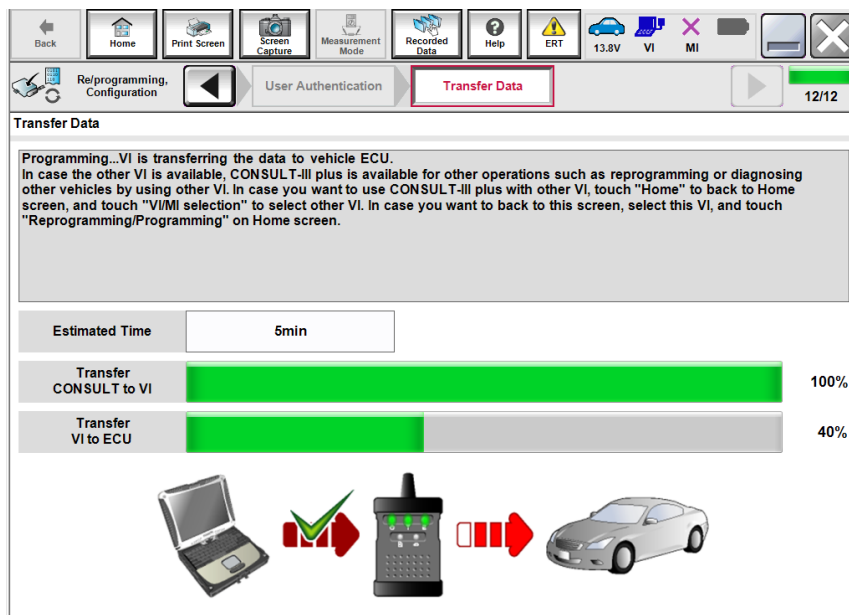 Back
Home
Print Screen
Screen
Capture
Measurement
Mode
Recorded
Data
Help
ERT
13.8V
VI
MI
Re/programming,
Configuration
User Authentication
Transfer Data
12/12
Transfer Data
Programming...VI is transferring the data to vehicle ECU.
In case the other VI is available, CONSULT-III plus is available for other operations such as reprogramming or diagnosing
other vehicles by using other VI. In case you want to use CONSULT-III plus with other VI, touch "Home" to back to Home
screen, and touch "VI/MI selection" to select other VI. In case you want to back to this screen, select this VI, and touch
"Reprogramming/Programming" on Home screen.
Estimated Time
5min
Transfer
CONSULT to VI
100%
Transfer
VI to ECU
40%